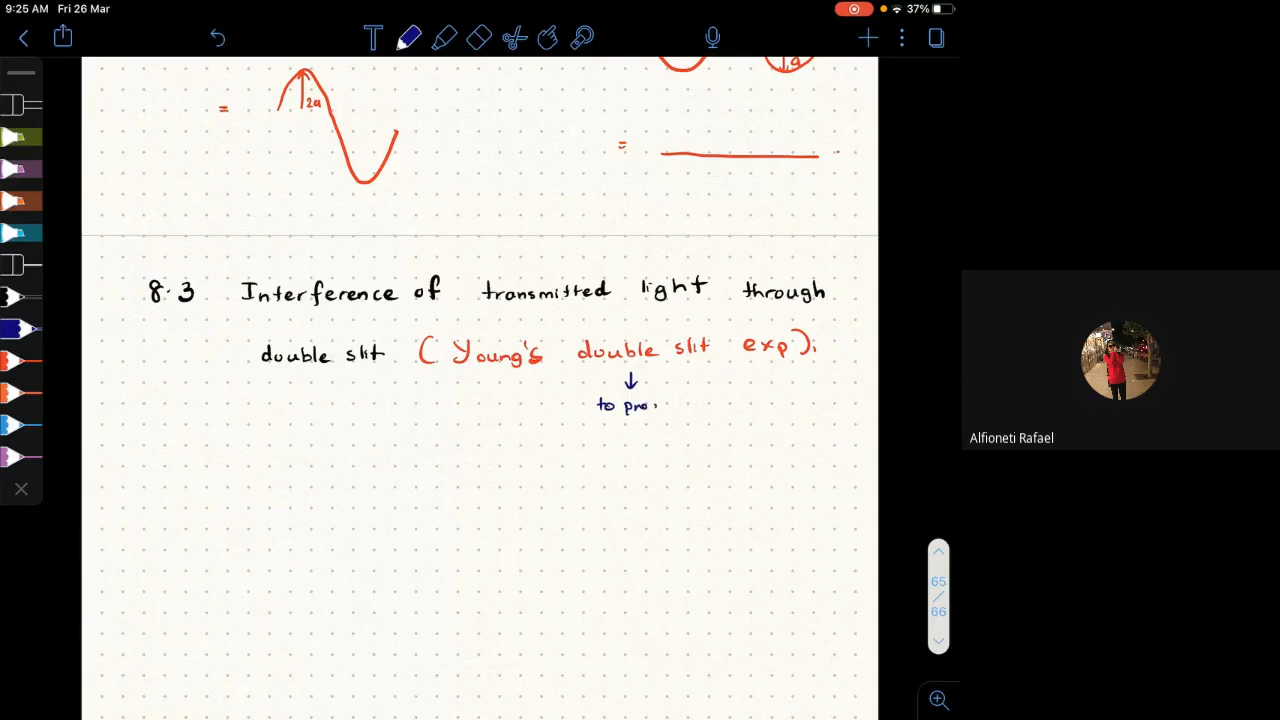 9:25 AM Fri 26 Mar
37%
T
a
2a
=
=
8.3 Interference of transmitted light through
double slit (Young's double slit exp).
↓
to pro
Alfioneti Rafael
65
/
66